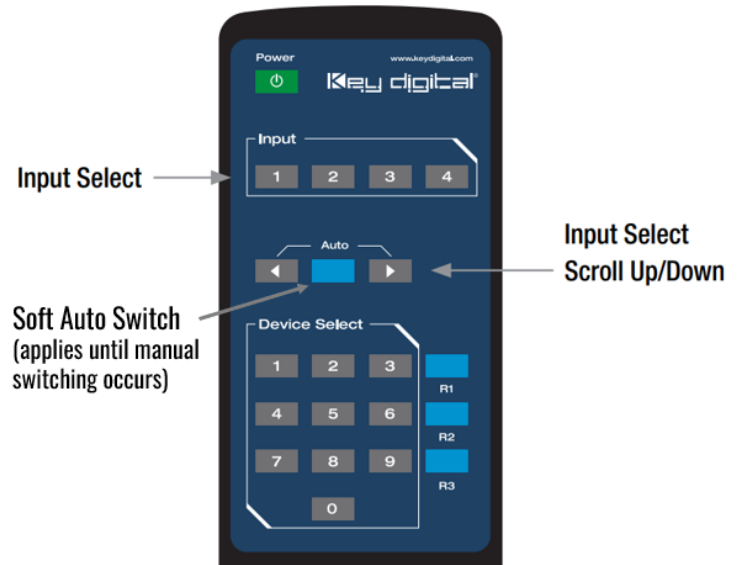 Power
www.keydigital.com
Key digital®
Input
Input Select
1 2 3 4
Auto
Input Select
Scroll Up/Down
Soft Auto Switch
(applies until manual
switching occurs)
Device Select
1 2 3
R1
4 5 6
R2
7 8 9
R3
0